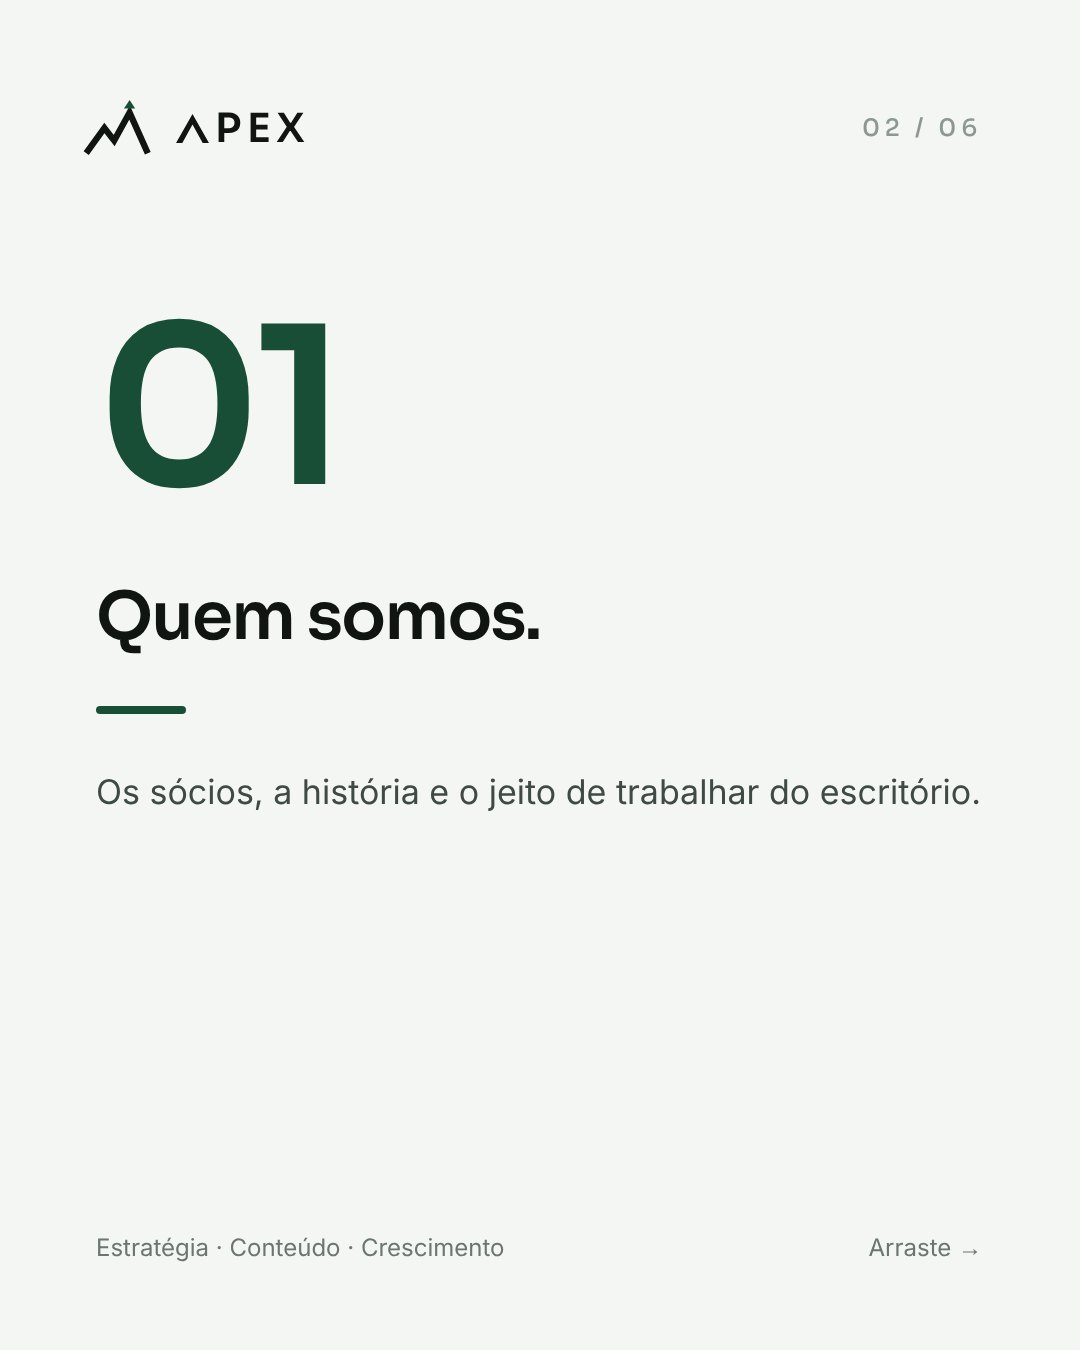 APEX
02 / 06
01
Quem somos.
Os sócios, a história e o jeito de trabalhar do escritório.
Estratégia · Conteúdo · Crescimento
Arraste →